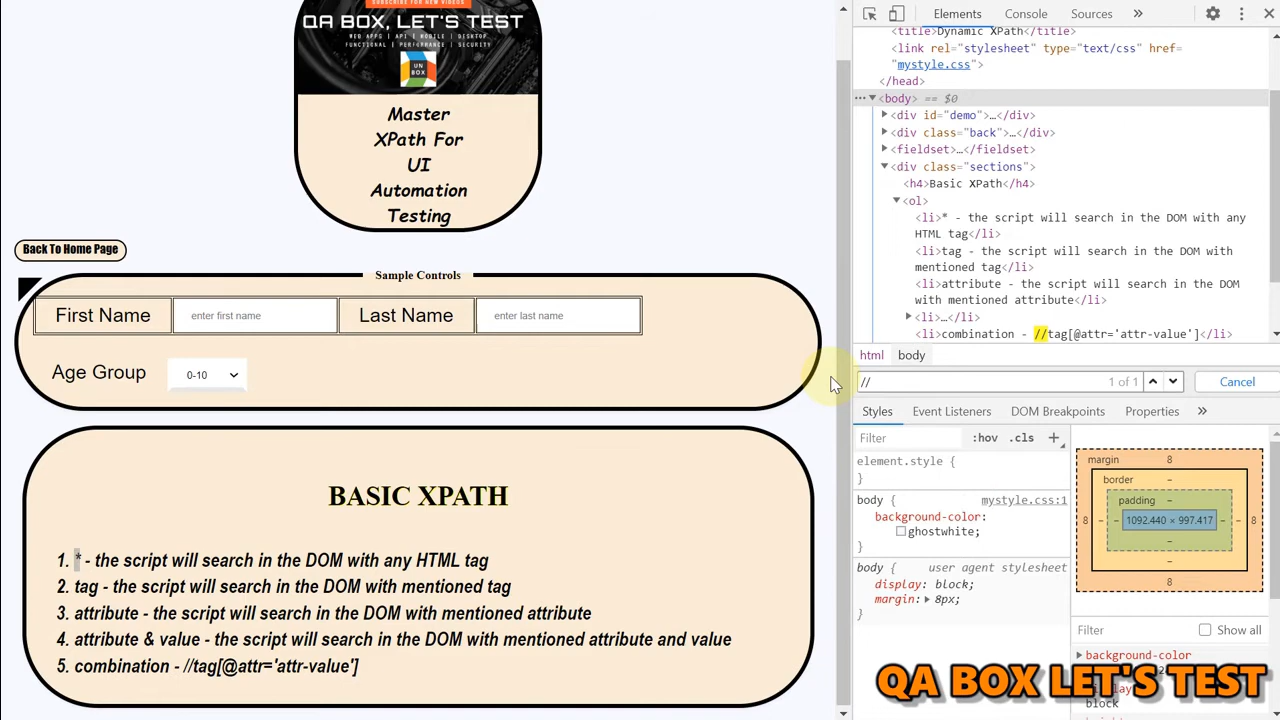 SUBSCRIBE FOR NEW VIDEOS
QA BOX, LET'S TEST
WEB APPS | API | MOBILE | DESKTOP
FUNCTIONAL | PERFORMANCE | SECURITY
UN
BOX
Master
XPath For
UI
Automation
Testing
Back To Home Page
Sample Controls
First Name
enter first name
Last Name
enter last name
Age Group
0-10
BASIC XPATH
1. * - the script will search in the DOM with any HTML tag
2. tag - the script will search in the DOM with mentioned tag
3. attribute - the script will search in the DOM with mentioned attribute
4. attribute & value - the script will search in the DOM with mentioned attribute and value
5. combination - //tag[@attr='attr-value']
Elements Console Sources »
<title>Dynamic XPath</title>
<link rel="stylesheet" type="text/css" href=
"mystyle.css">
</head>
··· <body> == $0
<div id="demo">…</div>
<div class="back">…</div>
<fieldset>…</fieldset>
<div class="sections">
<h4>Basic XPath</h4>
<ol>
<li>* - the script will search in the DOM with any
HTML tag</li>
<li>tag - the script will search in the DOM with
mentioned tag</li>
<li>attribute - the script will search in the DOM
with mentioned attribute</li>
<li>…</li>
<li>combination - //tag[@attr='attr-value']</li>
html body
// 1 of 1 Cancel
Styles Event Listeners DOM Breakpoints Properties »
Filter :hov .cls +
element.style {
}
body { mystyle.css:1
background-color:
ghostwhite;
}
body { user agent stylesheet
display: block;
margin: 8px;
}
margin 8
border -
padding -
8 - - 1092.440 × 997.417 - - 8
-
-
8
Filter Show all
background-color
block
QA BOX LET'S TEST